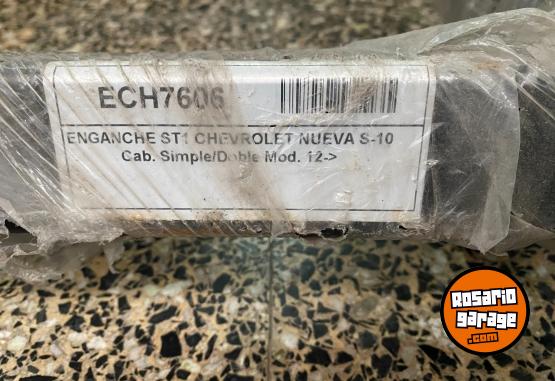 ECH7606
ENGANCHE ST1 CHEVROLET NUEVA S-10
Cab. Simple/Doble Mod. 12->
Rosario
garage
.com